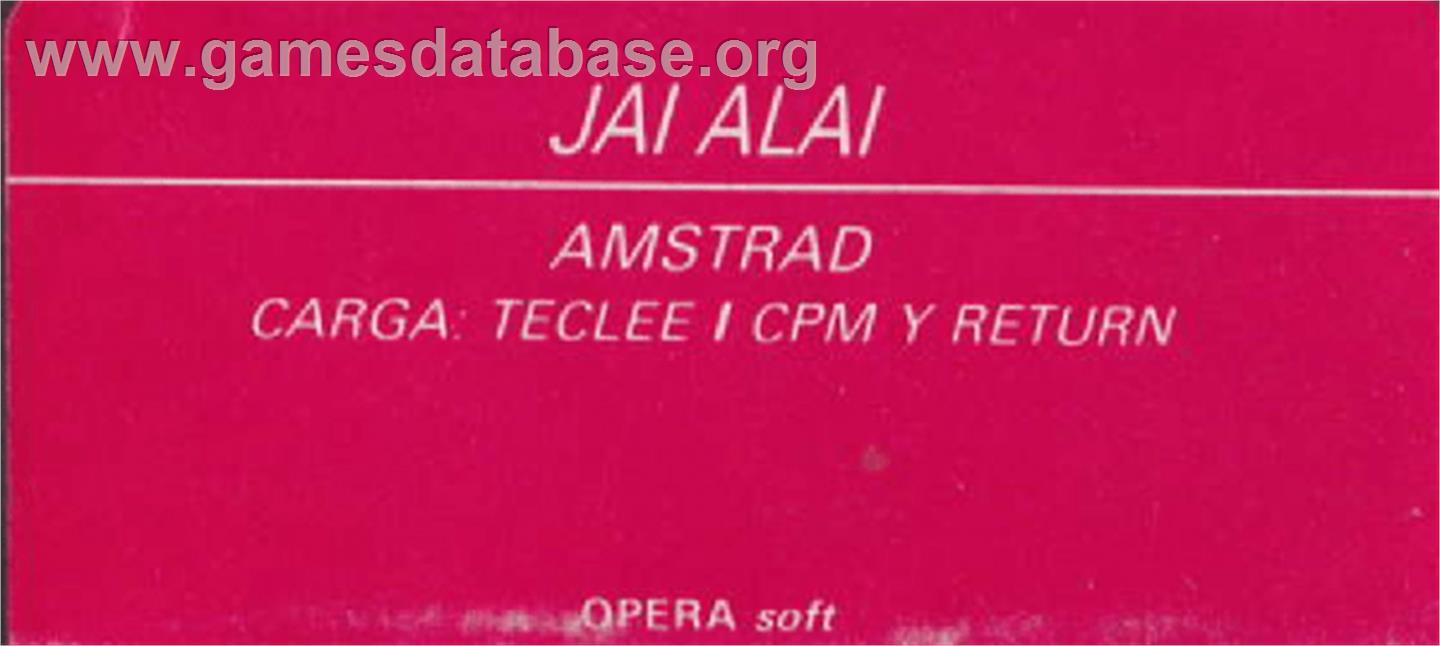 www.gamesdatabase.org
JAI ALAI
AMSTRAD
CARGA: TECLEE I CPM Y RETURN
OPERA soft